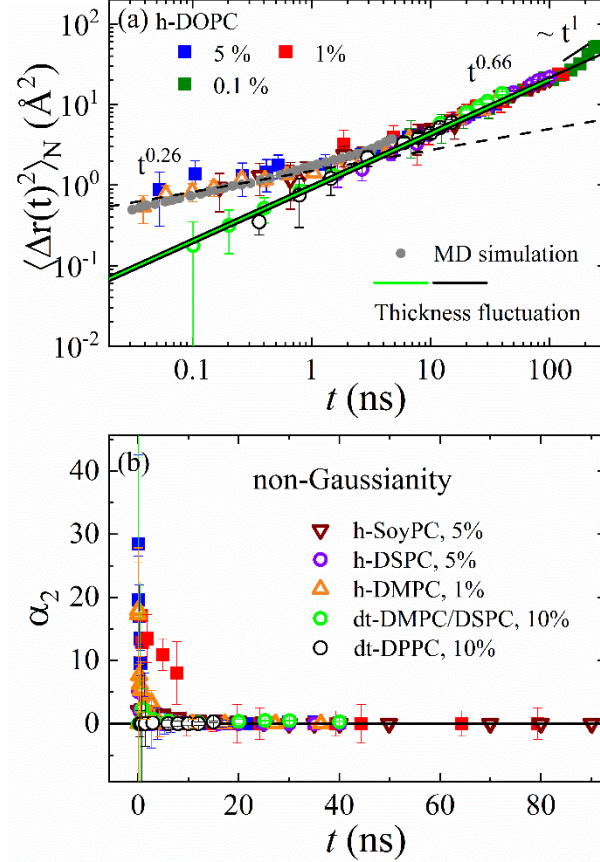 (a) h-DOPC
5 % 1%
0.1 %
~ t¹
t⁰·⁶⁶
t⁰·²⁶
MD simulation
Thickness fluctuation
⟨Δr(t)²⟩_N (Å²)
10²
10¹
10⁰
10⁻¹
10⁻²
0.1 1 10 100
t (ns)
(b)
non-Gaussianity
h-SoyPC, 5%
h-DSPC, 5%
h-DMPC, 1%
dt-DMPC/DSPC, 10%
dt-DPPC, 10%
α₂
40
30
20
10
0
0 20 40 60 80
t (ns)